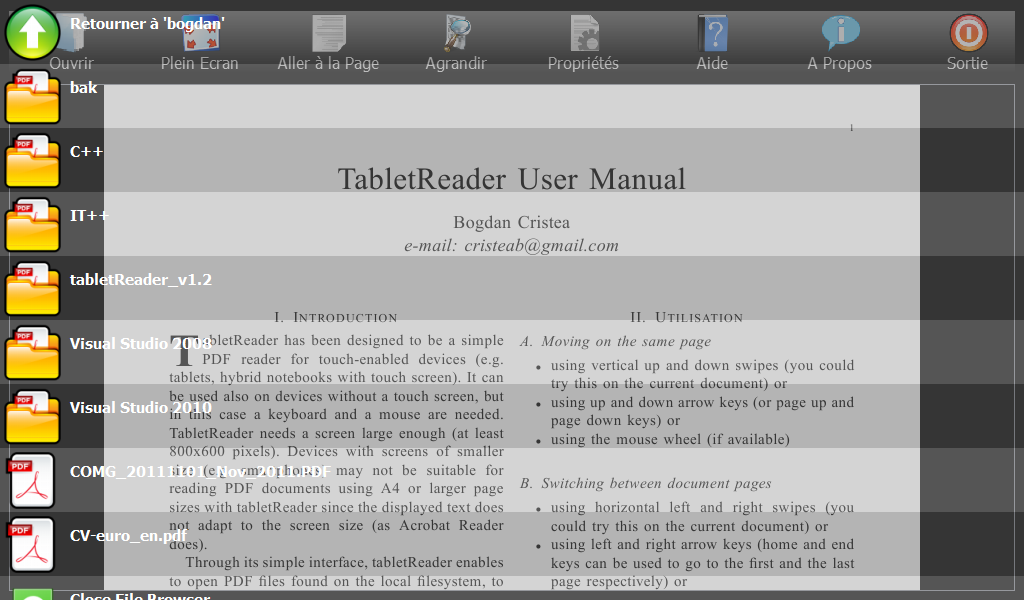 Retourner à 'bogdan'
Ouvrir
Plein Ecran
Aller à la Page
Agrandir
Propriétés
Aide
A Propos
Sortie
bak
C++
IT++
tabletReader_v1.2
Visual Studio 2008
Visual Studio 2010
COMG_20111101_Nov_2011.PDF
CV-euro_en.pdf
Close File Browser
1
TabletReader User Manual
Bogdan Cristea
e-mail: cristeab@gmail.com
I. INTRODUCTION
TabletReader has been designed to be a simple
PDF reader for touch-enabled devices (e.g.
tablets, hybrid notebooks with touch screen). It can
be used also on devices without a touch screen, but
in this case a keyboard and a mouse are needed.
TabletReader needs a screen large enough (at least
800x600 pixels). Devices with screens of smaller
size (e.g. smartphones) may not be suitable for
reading PDF documents using A4 or larger page
sizes with tabletReader since the displayed text does
not adapt to the screen size (as Acrobat Reader
does).
Through its simple interface, tabletReader enables
to open PDF files found on the local filesystem, to
II. UTILISATION
A. Moving on the same page
• using vertical up and down swipes (you could
try this on the current document) or
• using up and down arrow keys (or page up and
page down keys) or
• using the mouse wheel (if available)
B. Switching between document pages
• using horizontal left and right swipes (you
could try this on the current document) or
• using left and right arrow keys (home and end
keys can be used to go to the first and the last
page respectively) or
PDF
PDF
PDF
PDF
PDF
PDF
PDF
PDF